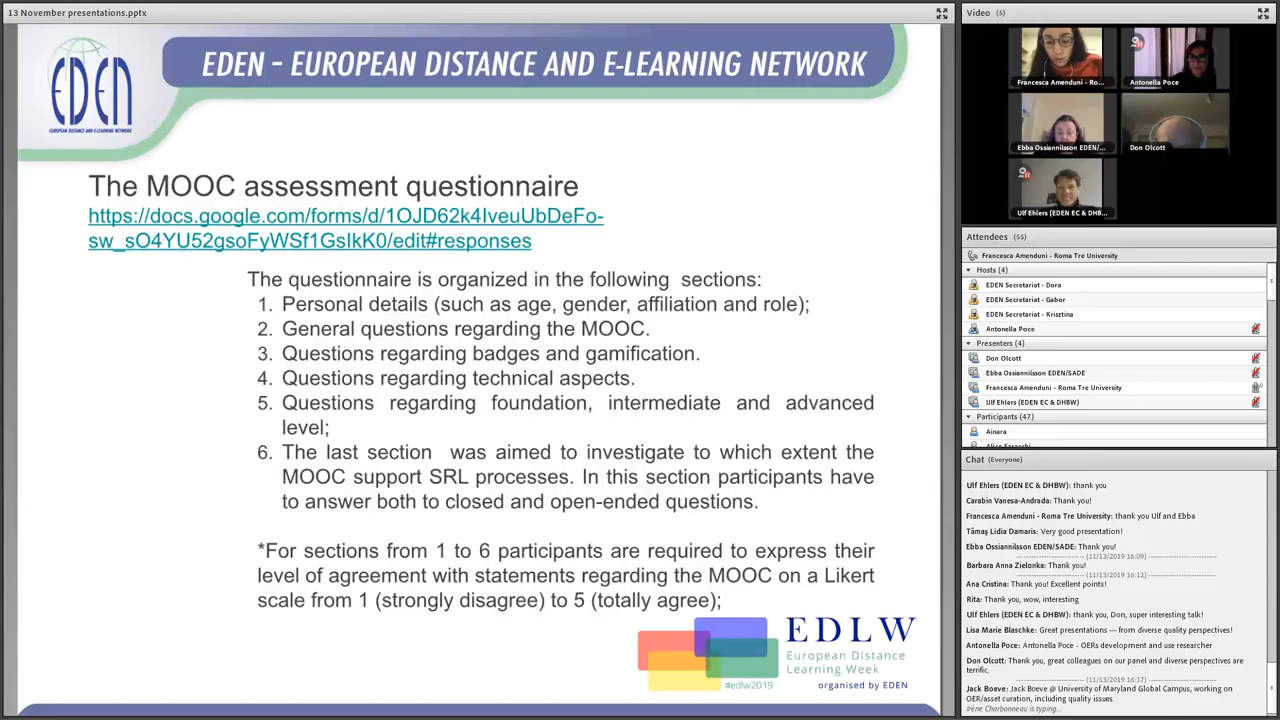 13 November presentations.pptx
EDEN
EUROPEAN DISTANCE AND E-LEARNING NETWORK
EDEN – EUROPEAN DISTANCE AND E-LEARNING NETWORK
The MOOC assessment questionnaire
https://docs.google.com/forms/d/1OJD62k4IveuUbDeFo-
sw_sO4YU52gsoFyWSf1GsIkK0/edit#responses
The questionnaire is organized in the following sections:
1. Personal details (such as age, gender, affiliation and role);
2. General questions regarding the MOOC.
3. Questions regarding badges and gamification.
4. Questions regarding technical aspects.
5. Questions regarding foundation, intermediate and advanced
level;
6. The last section was aimed to investigate to which extent the
MOOC support SRL processes. In this section participants have
to answer both to closed and open-ended questions.
*For sections from 1 to 6 participants are required to express their
level of agreement with statements regarding the MOOC on a Likert
scale from 1 (strongly disagree) to 5 (totally agree);
EDLW
European Distance
Learning Week
#edlw2019
organised by EDEN
Video (5)
Francesca Amenduni - Ro...
Antonella Poce
Ebba Ossiannilsson EDEN/...
Don Olcott
Ulf Ehlers (EDEN EC & DHB...
Attendees (55)
Francesca Amenduni - Roma Tre University
Hosts (4)
EDEN Secretariat - Dora
EDEN Secretariat - Gabor
EDEN Secretariat - Krisztina
Antonella Poce
Presenters (4)
Don Olcott
Ebba Ossiannilsson EDEN/SADE
Francesca Amenduni - Roma Tre University
Ulf Ehlers (EDEN EC & DHBW)
Participants (47)
Ainara
Chat (Everyone)
Ulf Ehlers (EDEN EC & DHBW): thank you
Carabin Vanesa-Andrada: Thank you!
Francesca Amenduni - Roma Tre University: thank you Ulf and Ebba
Tămaș Lidia Damaris: Very good presentation!
Ebba Ossiannilsson EDEN/SADE: Thank you!
(11/13/2019 16:09)
Barbara Anna Zielonka: Thank you!
(11/13/2019 16:12)
Ana Cristina: Thank you! Excellent points!
Rita: Thank you, wow, interesting
Ulf Ehlers (EDEN EC & DHBW): thank you, Don, super interesting talk!
Lisa Marie Blaschke: Great presentations — from diverse quality perspectives!
Antonella Poce: Antonella Poce - OERs development and use researcher
Don Olcott: Thank you, great colleagues on our panel and diverse perspectives are
terrific.
(11/13/2019 16:17)
Jack Boeve: Jack Boeve @ University of Maryland Global Campus, working on
OER/asset curation, including quality issues.
Irène Charbonneau is typing...